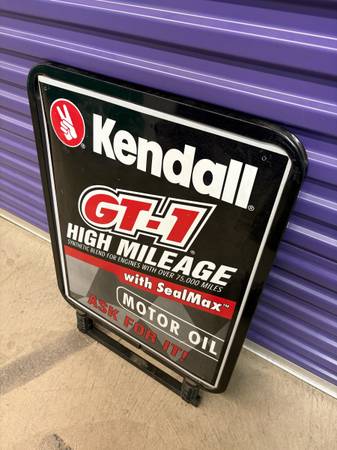 Kendall®
GT-1®
HIGH MILEAGE
SYNTHETIC BLEND FOR ENGINES WITH OVER 75,000 MILES
with SealMax™
MOTOR OIL
ASK FOR IT!